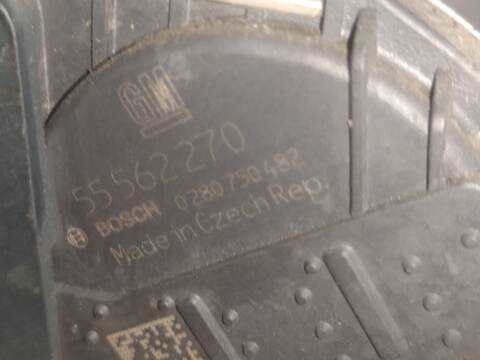 GM
55562270
BOSCH 0280 750 482
Made in Czech Rep.